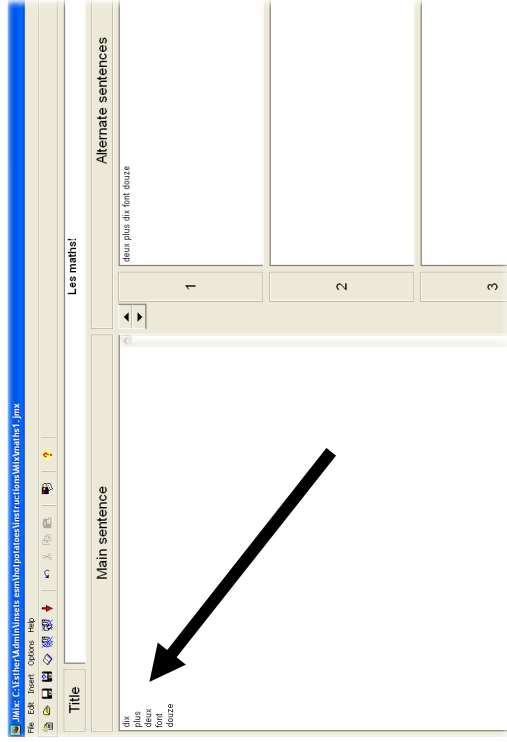 JMix: C:\Esther\Admin\insets esm\hotpotatoes\instructions\Mix\maths1.jmx
File Edit Insert Options Help
Title
Les maths!
Main sentence
Alternate sentences
dix
plus
deux
font
douze
1
deux plus dix font douze
2
3